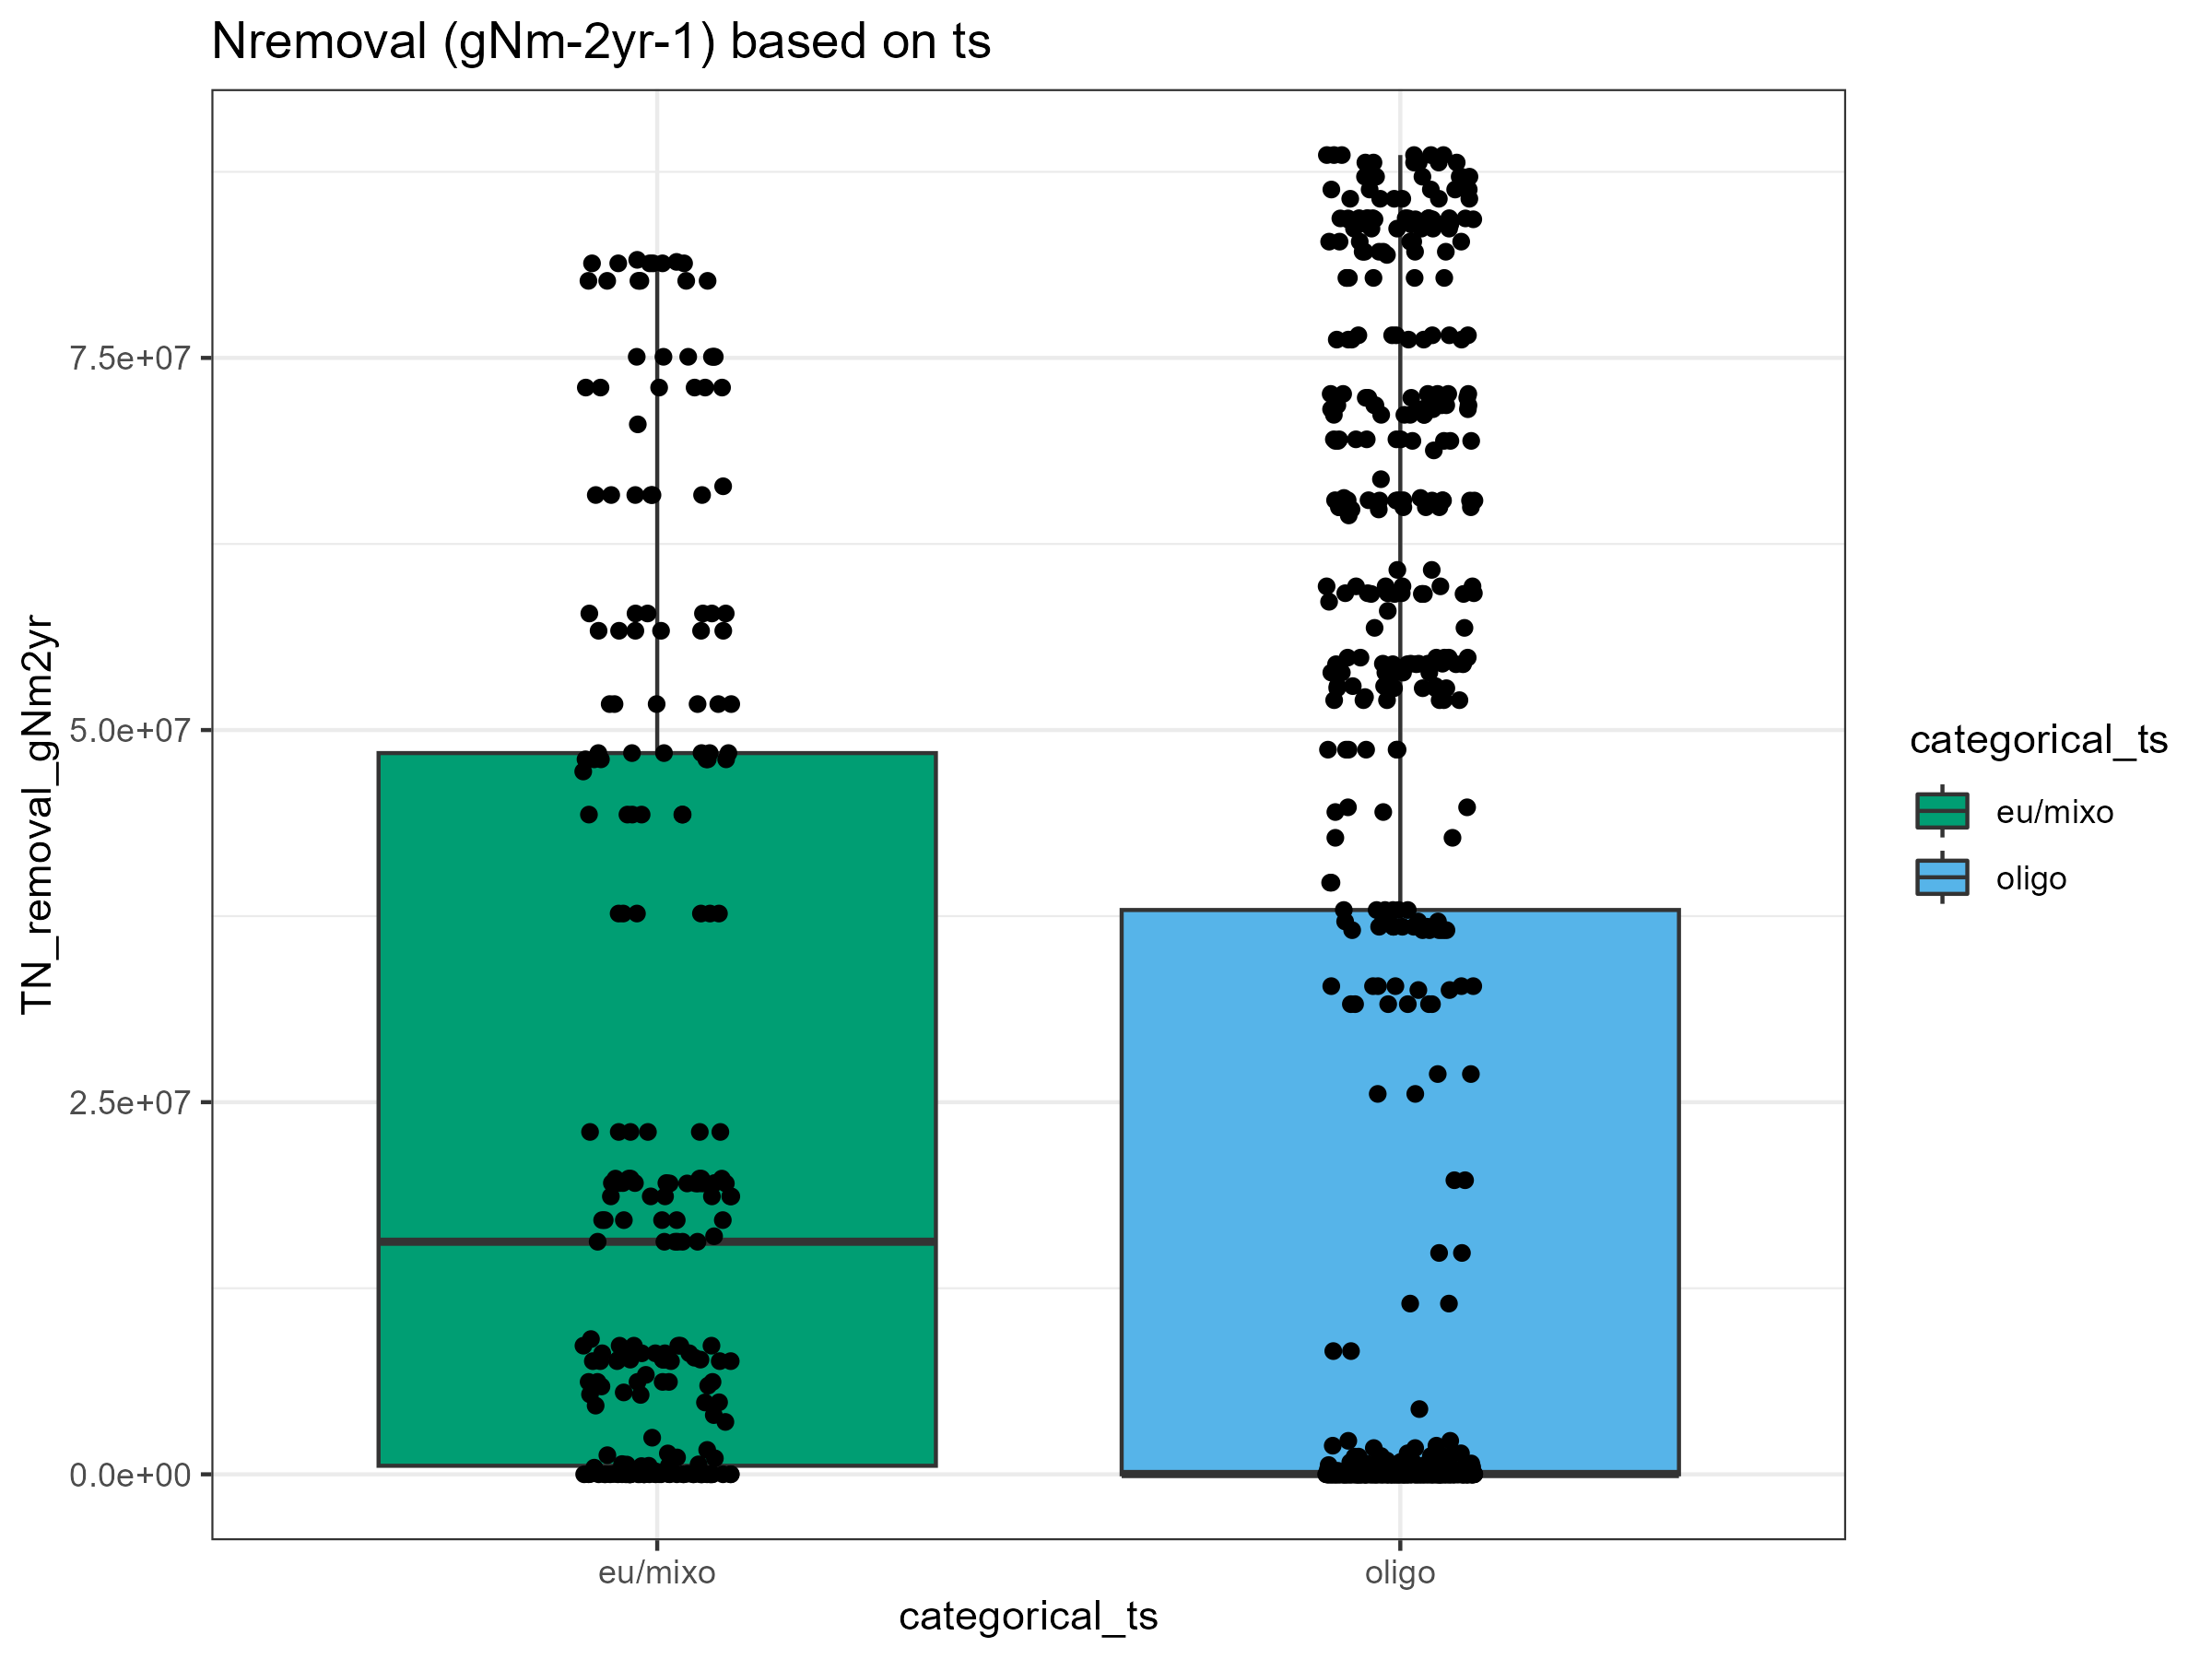 Nremoval (gNm-2yr-1) based on ts
TN_removal_gNm2yr
7.5e+07
5.0e+07
2.5e+07
0.0e+00
eu/mixo
oligo
categorical_ts
categorical_ts
eu/mixo
oligo